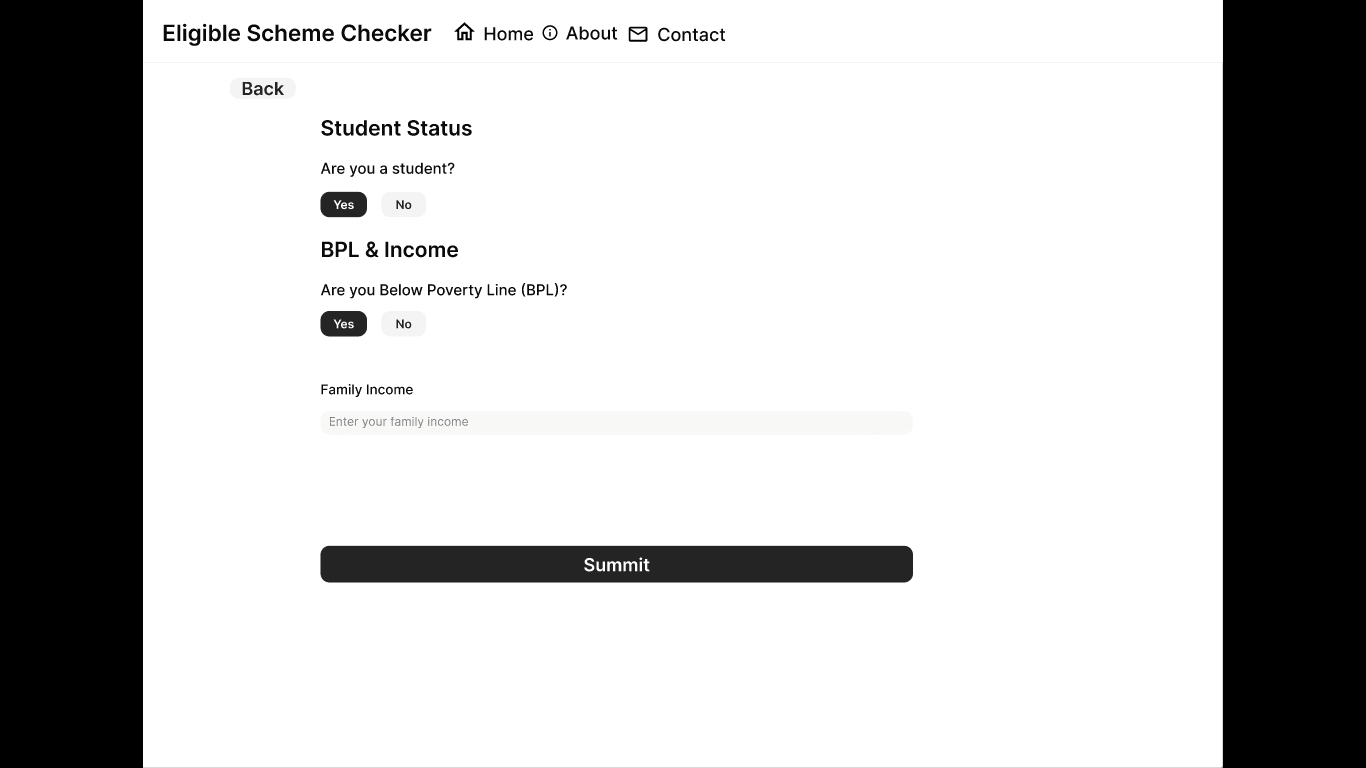 Eligible Scheme Checker Home About Contact
Back
Student Status
Are you a student?
Yes No
BPL & Income
Are you Below Poverty Line (BPL)?
Yes No
Family Income
Enter your family income
Summit